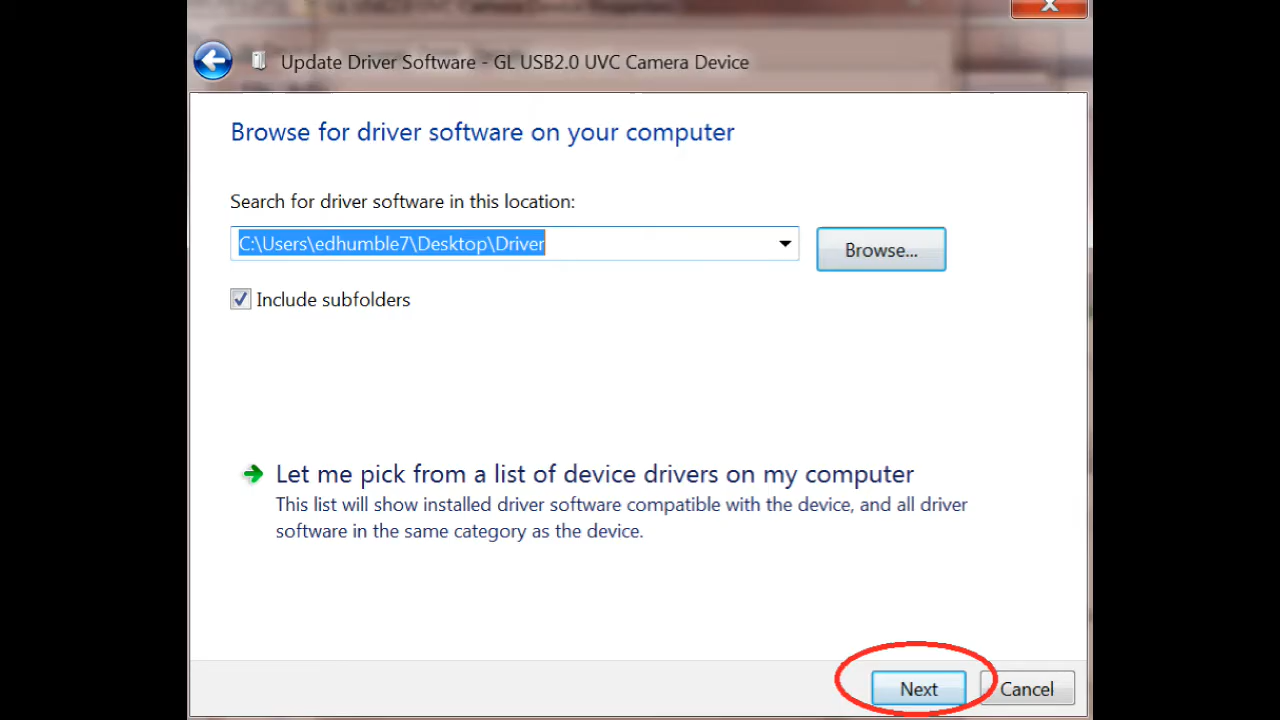 Update Driver Software - GL USB2.0 UVC Camera Device
Browse for driver software on your computer
Search for driver software in this location:
C:\Users\edhumble7\Desktop\Driver
Browse...
Include subfolders
Let me pick from a list of device drivers on my computer
This list will show installed driver software compatible with the device, and all driver
software in the same category as the device.
Next
Cancel